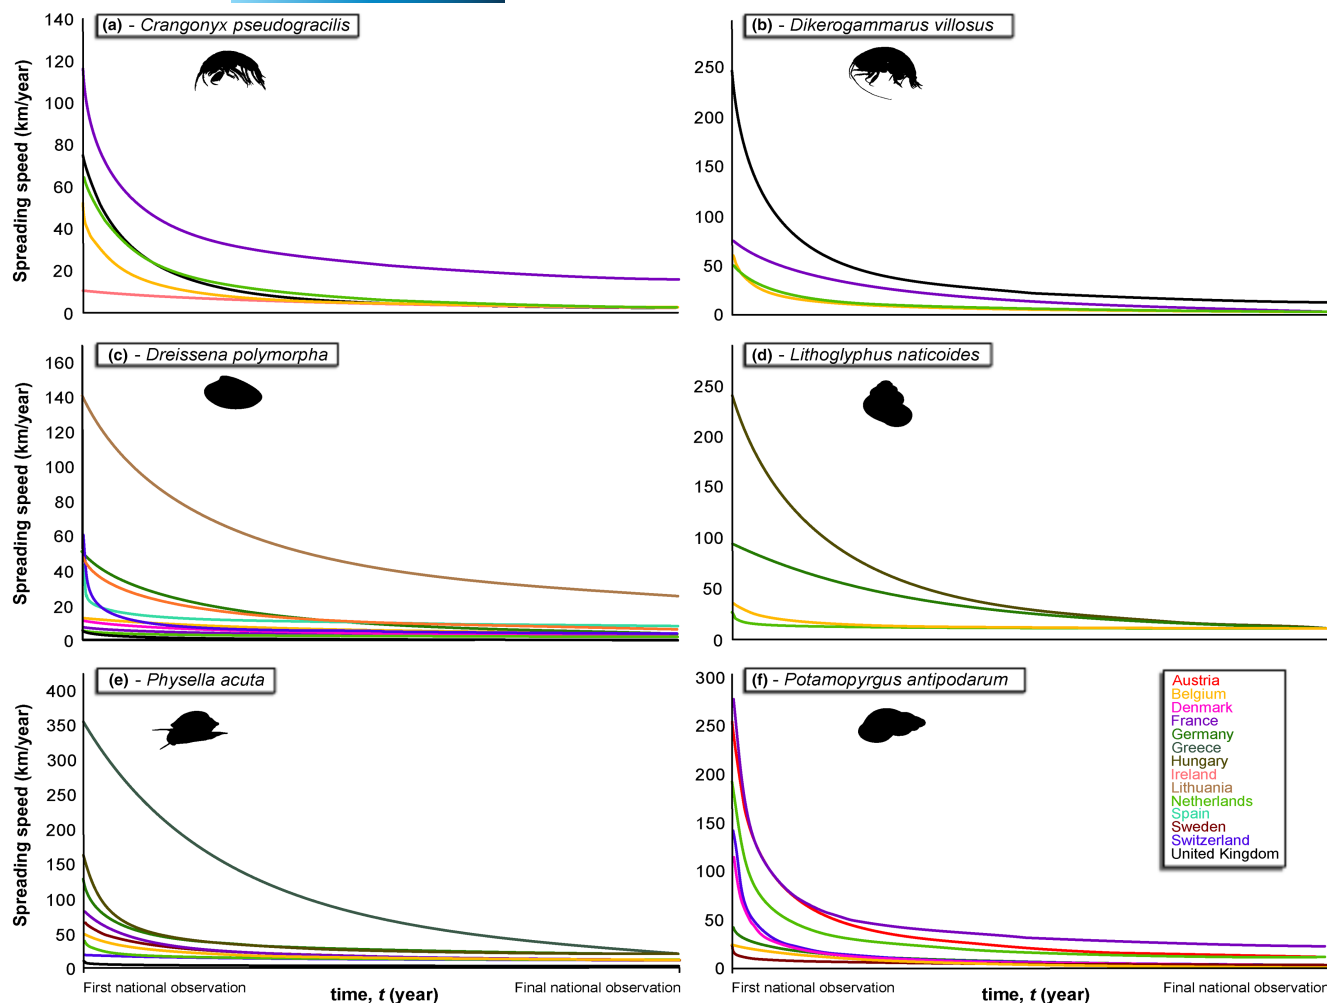 (a) - Crangonyx pseudogracilis
Spreading speed (km/year)
140
120
100
80
60
40
20
0
(b) - Dikerogammarus villosus
250
200
150
100
50
0
(c) - Dreissena polymorpha
Spreading speed (km/year)
160
140
120
100
80
60
40
20
0
(d) - Lithoglyphus naticoides
250
200
150
100
50
0
(e) - Physella acuta
Spreading speed (km/year)
400
350
300
250
200
150
100
50
0
First national observation
time, t (year)
Final national observation
(f) - Potamopyrgus antipodarum
300
250
200
150
100
50
0
Austria
Belgium
Denmark
France
Germany
Greece
Hungary
Ireland
Lithuania
Netherlands
Spain
Sweden
Switzerland
United Kingdom
First national observation
time, t (year)
Final national observation